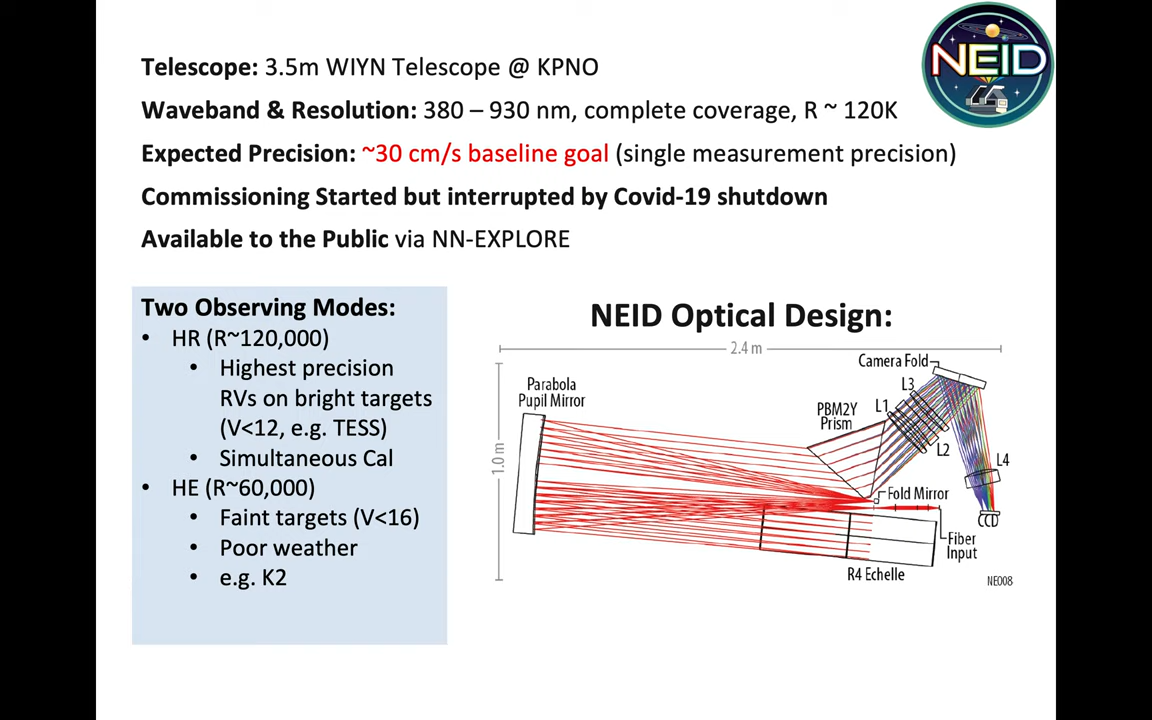 NEID
Telescope: 3.5m WIYN Telescope @ KPNO
Waveband & Resolution: 380 – 930 nm, complete coverage, R ~ 120K
Expected Precision: ~30 cm/s baseline goal (single measurement precision)
Commissioning Started but interrupted by Covid-19 shutdown
Available to the Public via NN-EXPLORE
Two Observing Modes:
• HR (R~120,000)
• Highest precision
RVs on bright targets
(V<12, e.g. TESS)
• Simultaneous Cal
• HE (R~60,000)
• Faint targets (V<16)
• Poor weather
• e.g. K2
NEID Optical Design:
2.4 m
1.0 m
Parabola
Pupil Mirror
PBM2Y
Prism
Camera Fold
L3
L1
L2
L4
Fold Mirror
CCD
Fiber
Input
R4 Echelle
NE008